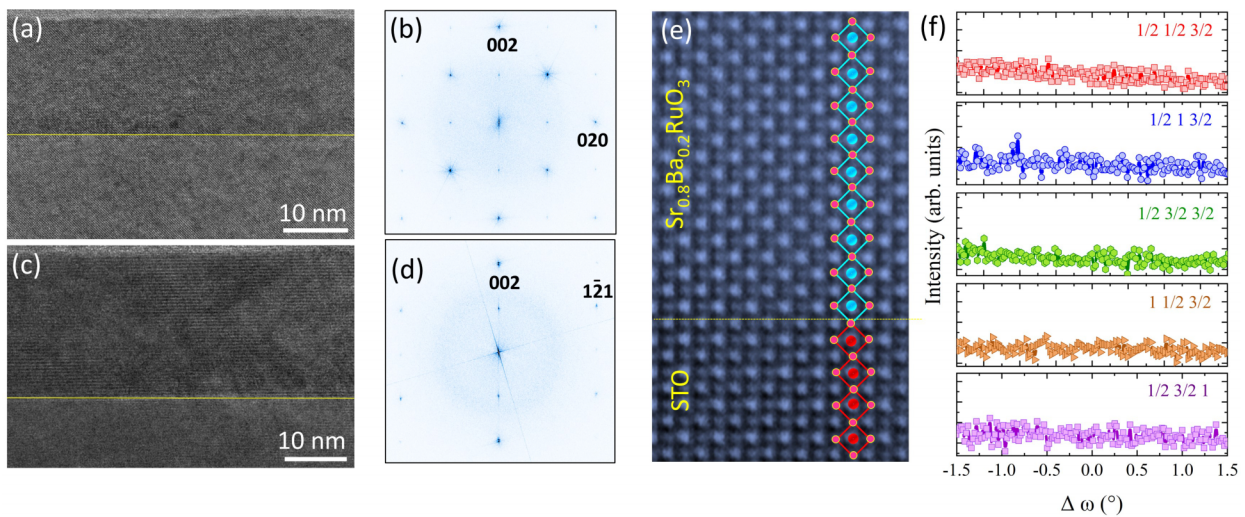 (a)
10 nm
(b)
002
020
(c)
10 nm
(d)
002
12̄1
(e)
Sr0.8Ba0.2RuO3
STO
(f)
Intensity (arb. units)
1/2 1/2 3/2
1/2 1 3/2
1/2 3/2 3/2
1 1/2 3/2
1/2 3/2 1
-1.5 -1.0 -0.5 0.0 0.5 1.0 1.5
Δ ω (°)